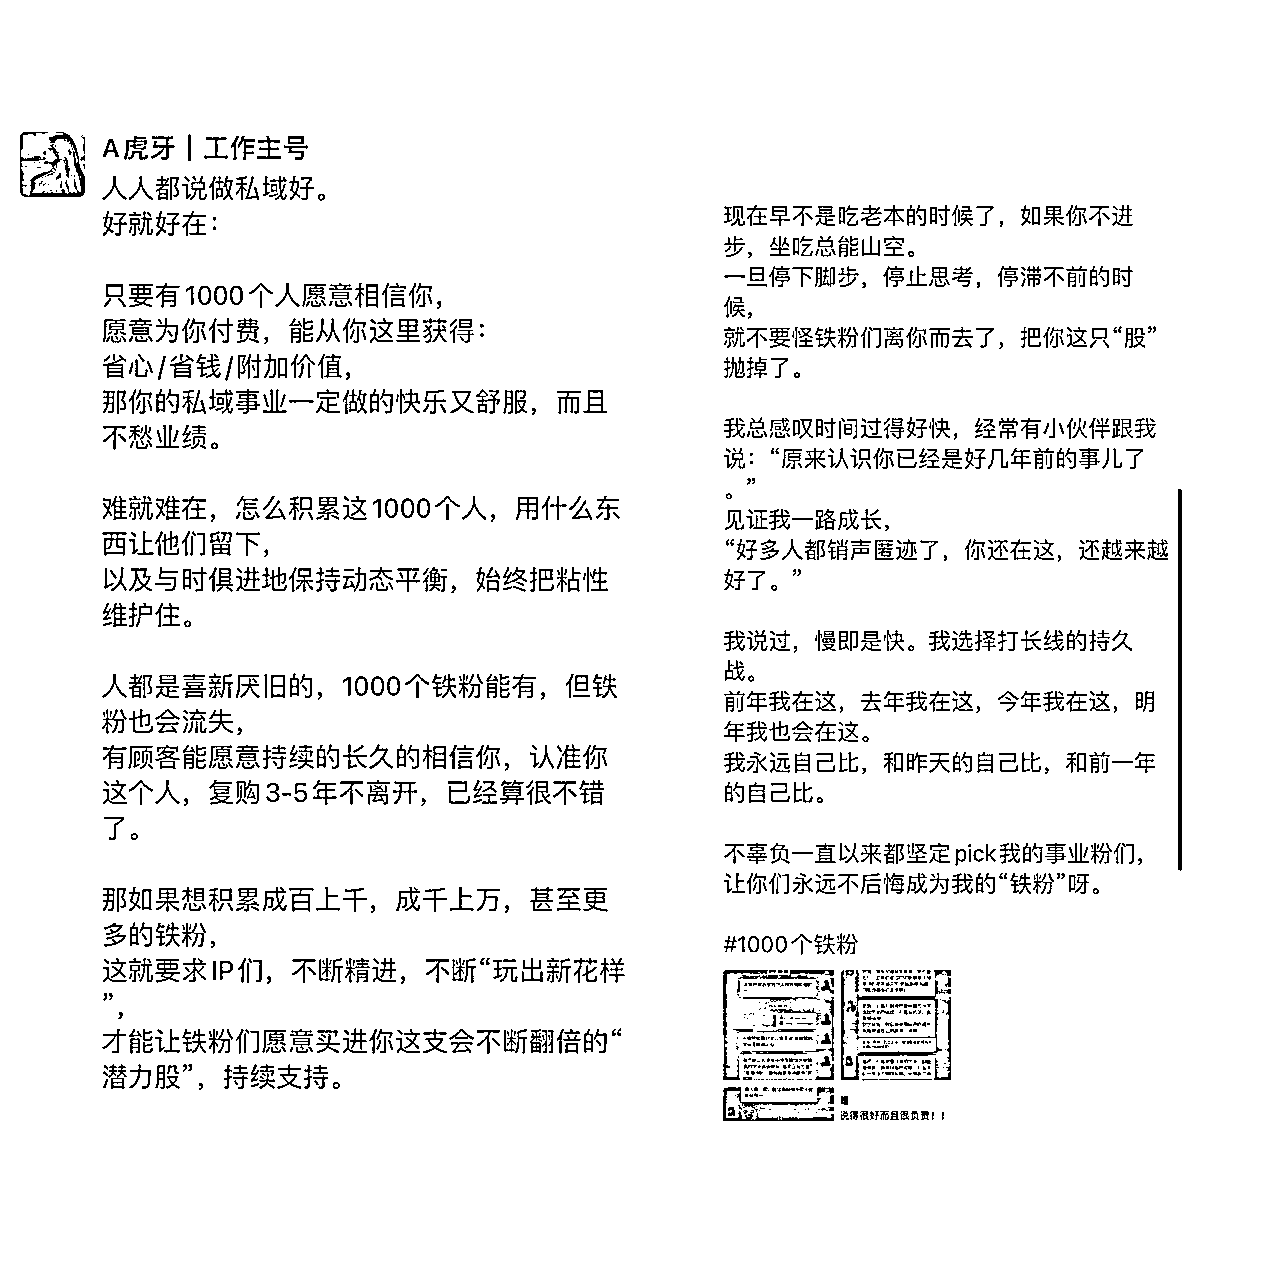 A虎牙 | 工作主号
人人都说做私域好。
好就好在：
只要有1000个人愿意相信你，
愿意为你付费，能从你这里获得：
省心/省钱/附加价值，
那你的私域事业一定做的快乐又舒服，而且
不愁业绩。
难就难在，怎么积累这1000个人，用什么东
西让他们留下，
以及与时俱进地保持动态平衡，始终把粘性
维护住。
人都是喜新厌旧的，1000个铁粉能有，但铁
粉也会流失，
有顾客能愿意持续的长久的相信你，认准你
这个人，复购3-5年不离开，已经算很不错
了。
那如果想积累成百上千，成千上万，甚至更
多的铁粉，
这就要求IP们，不断精进，不断“玩出新花样
”，
才能让铁粉们愿意买进你这支会不断翻倍的“
潜力股”，持续支持。
现在早不是吃老本的时候了，如果你不进
步，坐吃总能山空。
一旦停下脚步，停止思考，停滞不前的时
候，
就不要怪铁粉们离你而去了，把你这只“股”
抛掉了。
我总感叹时间过得好快，经常有小伙伴跟我
说：“原来认识你已经是好几年前的事儿了
。”
见证我一路成长，
“好多人都销声匿迹了，你还在这，还越来越
好了。”
我说过，慢即是快。我选择打长线的持久
战。
前年我在这，去年我在这，今年我在这，明
年我也会在这。
我永远自己比，和昨天的自己比，和前一年
的自己比。
不辜负一直以来都坚定pick我的事业粉们，
让你们永远不后悔成为我的“铁粉”呀。
#1000个铁粉
说得很好而且很负责！！